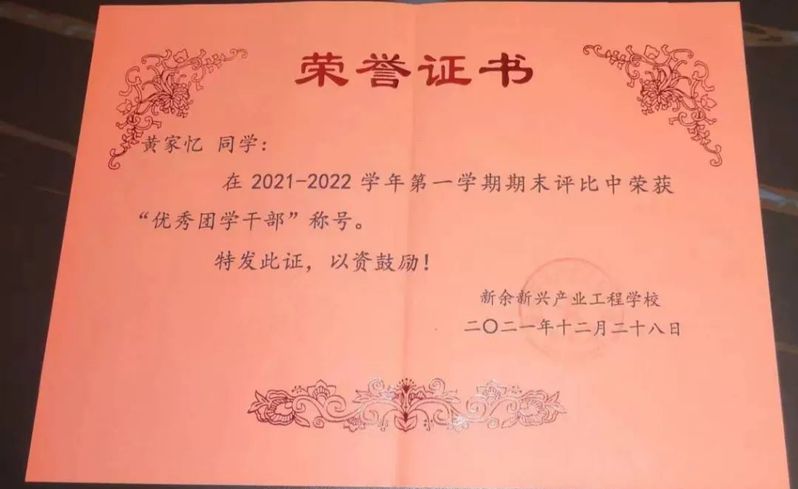 荣誉证书
黄家忆 同学：
在 2021-2022 学年第一学期期末评比中荣获
“优秀团学干部”称号。
特发此证，以资鼓励！
新余新兴产业工程学校
二〇二一年十二月二十八日